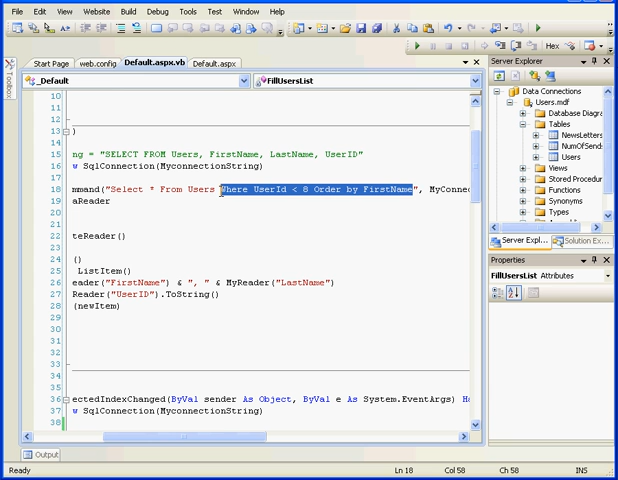 File Edit View Website Build Debug Data Tools Test Window Help
Hex
Start Page web.config Default.aspx.vb Default.aspx
Server Explorer
Toolbox
_Default FillUsersList
10
11
12
13 )
14
15 ng = "SELECT FROM Users, FirstName, LastName, UserID"
16 w SqlConnection(MyconnectionString)
17
18 mmand("Select * From Users Where UserId < 8 Order by FirstName", MyConnec
19 aReader
20
21
22 teReader()
23
24 ()
25 ListItem()
26 eader("FirstName") & ", " & MyReader("LastName")
27 Reader("UserID").ToString()
28 (newItem)
29
30
31
32
33
34
35
36 ectedIndexChanged(ByVal sender As Object, ByVal e As System.EventArgs) Ha
37 w SqlConnection(MyconnectionString)
38
Data Connections
Users.mdf
Database Diagra
Tables
NewsLetters
NumOfSends
Users
Views
Stored Procedur
Functions
Synonyms
Types
Server Expl... Solution Ex...
Properties
FillUsersList Attributes
Output
Ready Ln 18 Col 58 Ch 58 INS